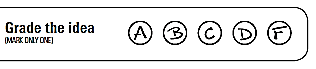 Grade the idea
(MARK ONLY ONE)
A B C D F